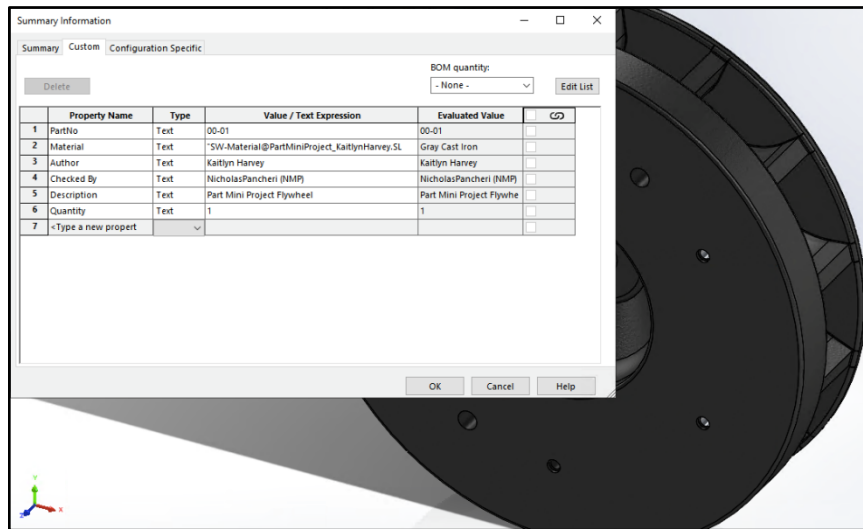 Summary Information
Summary Custom Configuration Specific
BOM quantity:
Delete - None - Edit List
Property Name Type Value / Text Expression Evaluated Value
1 PartNo Text 00-01 00-01
2 Material Text "SW-Material@PartMiniProject_KaitlynHarvey.SL Gray Cast Iron
3 Author Text Kaitlyn Harvey Kaitlyn Harvey
4 Checked By Text NicholasPancheri (NMP) NicholasPancheri (NMP)
5 Description Text Part Mini Project Flywheel Part Mini Project Flywhe
6 Quantity Text 1 1
7 <Type a new propert
OK Cancel Help
Y
X
Z